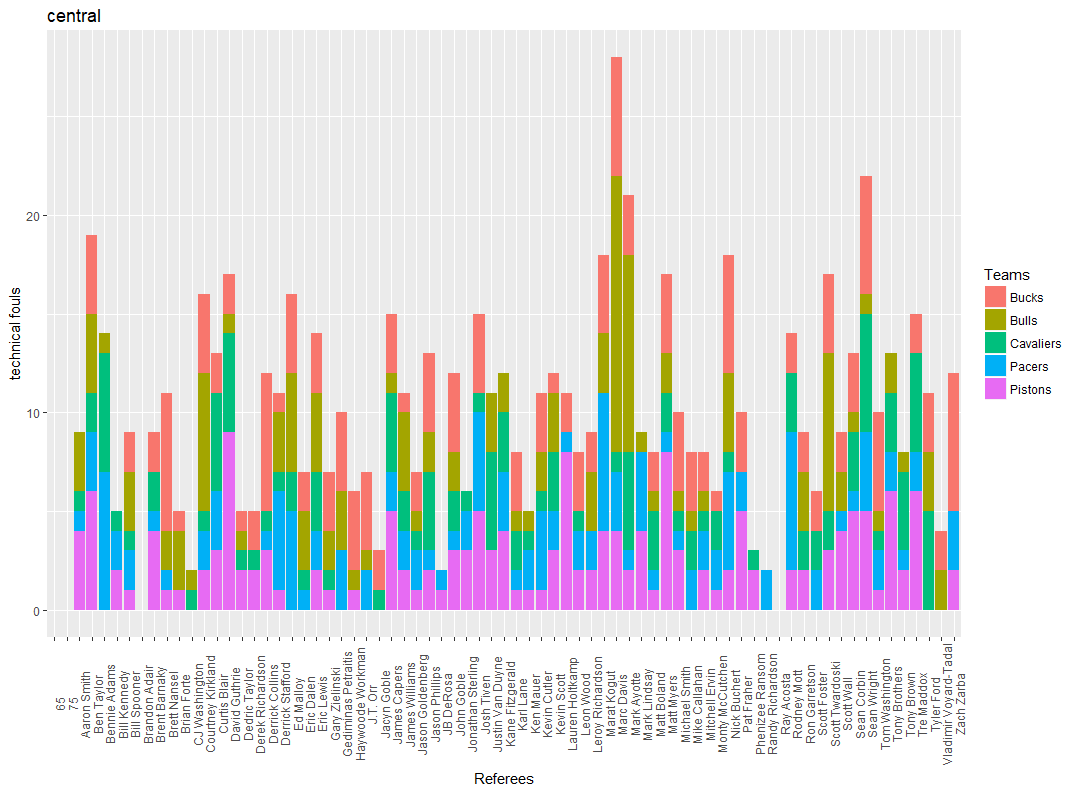 central
technical fouls
20
10
0
65
75
Aaron Smith
Ben Taylor
Bennie Adams
Bill Kennedy
Bill Spooner
Brandon Adair
Brent Barnaky
Brett Nansel
Brian Forte
CJ Washington
Courtney Kirkland
Curtis Blair
David Guthrie
Dedric Taylor
Derek Richardson
Derrick Collins
Derrick Stafford
Ed Malloy
Eric Dalen
Eric Lewis
Gary Zielinski
Gediminas Petraitis
Haywoode Workman
J.T. Orr
Jacyn Goble
James Capers
James Williams
Jason Goldenberg
Jason Phillips
JB DeRosa
John Goble
Jonathan Sterling
Josh Tiven
Justin Van Duyne
Kane Fitzgerald
Karl Lane
Ken Mauer
Kevin Cutler
Kevin Scott
Lauren Holtkamp
Leon Wood
Leroy Richardson
Marat Kogut
Marc Davis
Mark Ayotte
Mark Lindsay
Matt Boland
Matt Myers
Michael Smith
Mike Callahan
Mitchell Ervin
Monty McCutchen
Nick Buchert
Pat Fraher
Phenizee Ransom
Randy Richardson
Ray Acosta
Rodney Mott
Ron Garretson
Scott Foster
Scott Twardoski
Scott Wall
Sean Corbin
Sean Wright
Tom Washington
Tony Brothers
Tony Brown
Tre Maddox
Tyler Ford
Vladimir Voyard-Tadal
Zach Zarba
Referees
Teams
Bucks
Bulls
Cavaliers
Pacers
Pistons